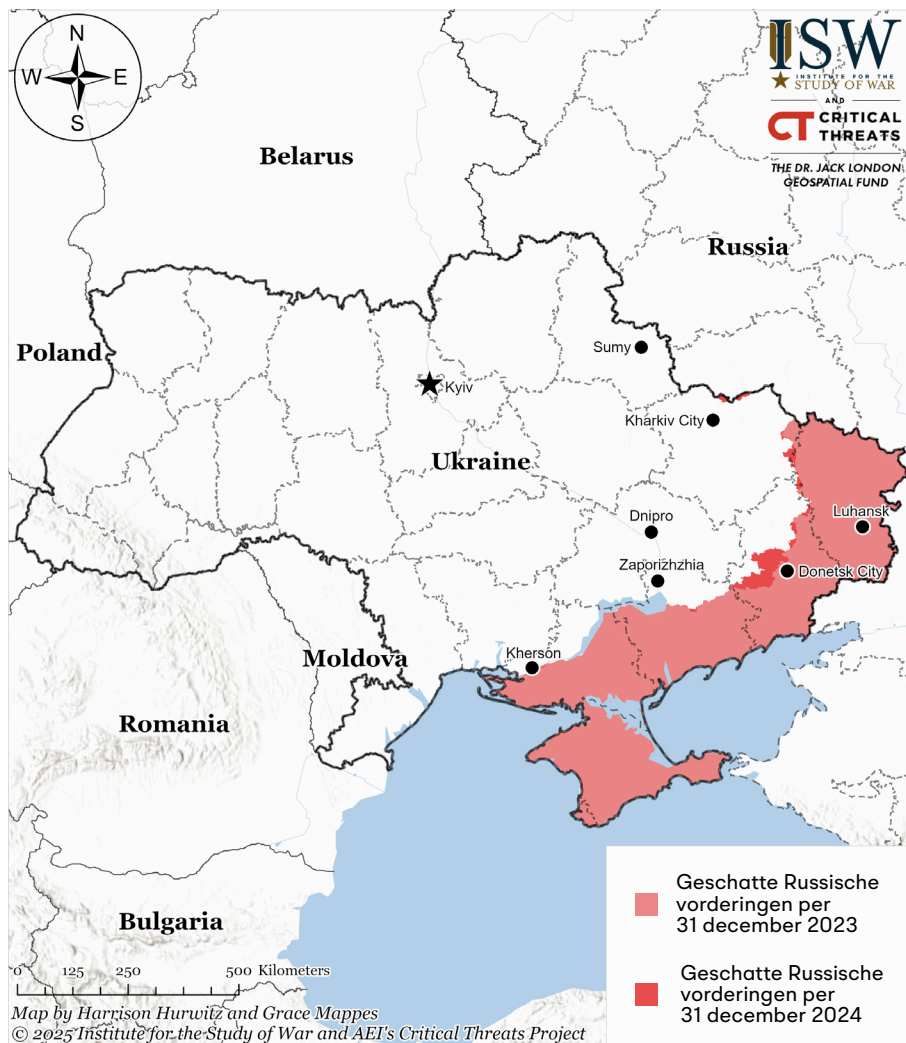 N
W E
S
ISW
INSTITUTE FOR THE
STUDY OF WAR
AND
CT CRITICAL
THREATS
THE DR. JACK LONDON
GEOSPATIAL FUND
Belarus
Russia
Poland
Sumy
Kyiv
Kharkiv City
Ukraine
Dnipro
Luhansk
Zaporizhzhia
Donetsk City
Kherson
Moldova
Romania
Bulgaria
Geschatte Russische
vorderingen per
31 december 2023
Geschatte Russische
vorderingen per
31 december 2024
0 125 250 500 Kilometers
Map by Harrison Hurwitz and Grace Mappes
© 2025 Institute for the Study of War and AEI's Critical Threats Project